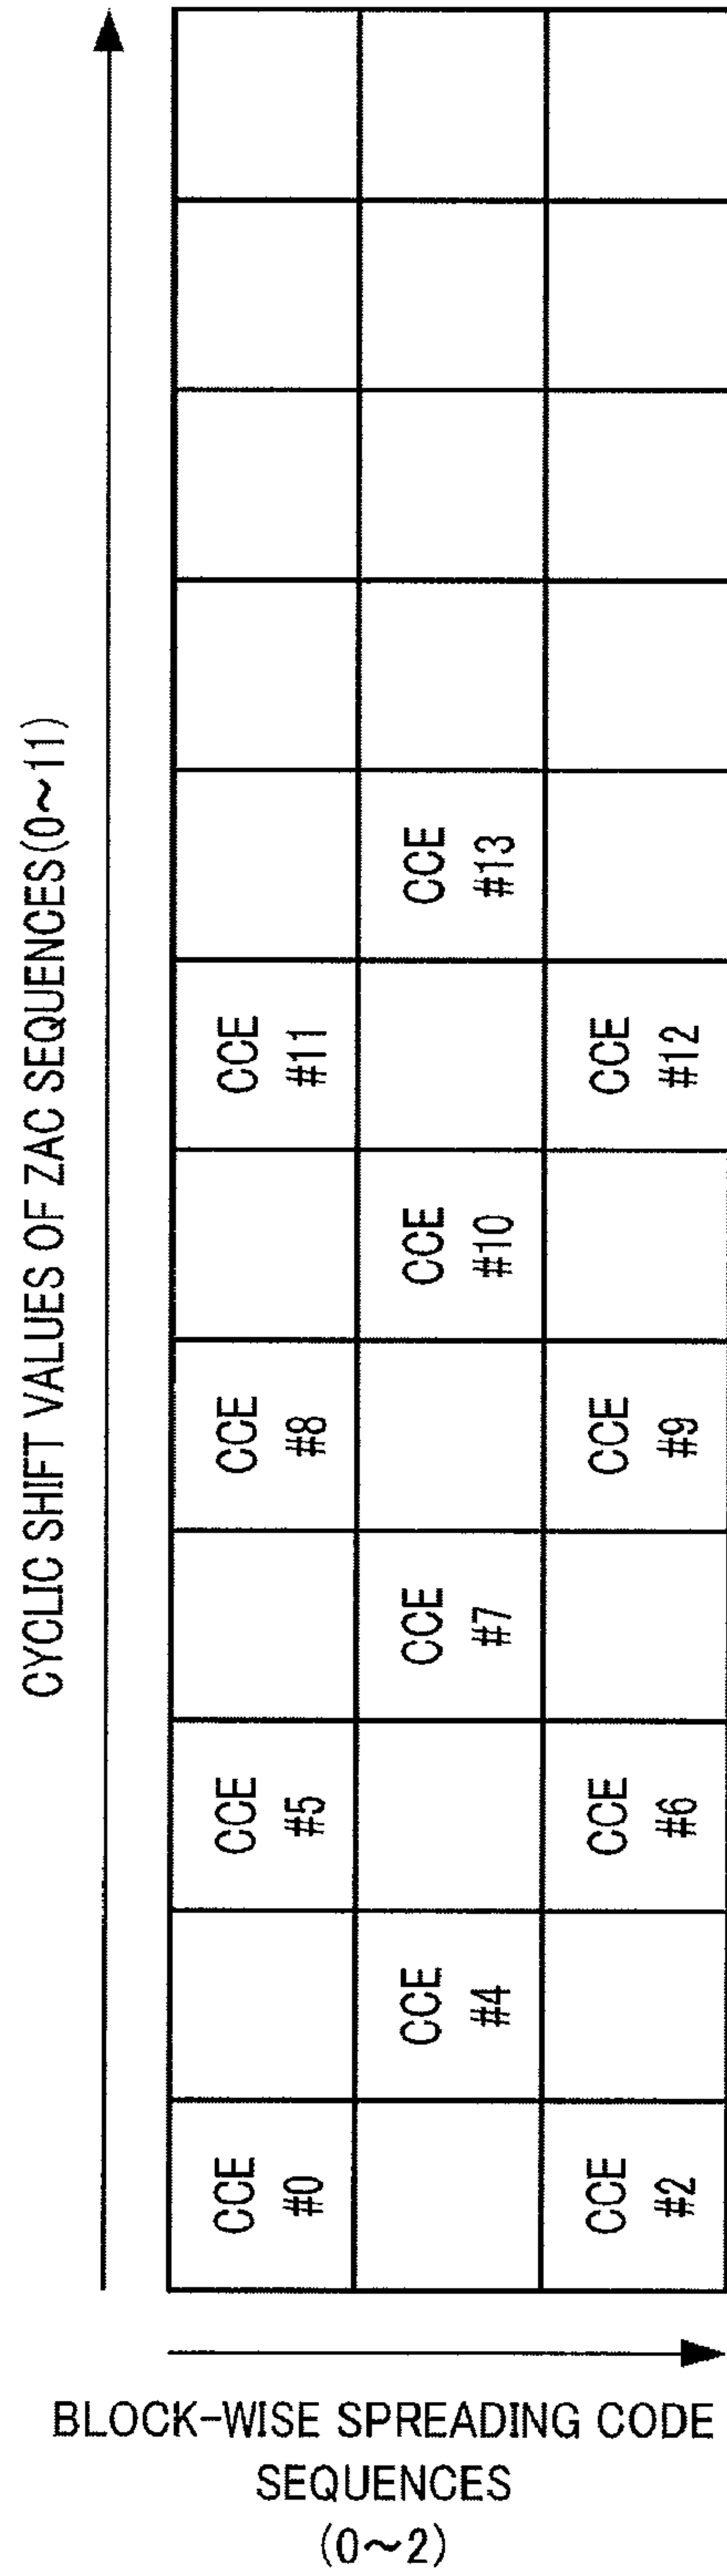 CYCLIC SHIFT VALUES OF ZAC SEQUENCES(0~11)
CCE
#13
CCE
#11
CCE
#12
CCE
#10
CCE
#8
CCE
#9
CCE
#7
CCE
#5
CCE
#6
CCE
#4
CCE
#0
CCE
#2
BLOCK-WISE SPREADING CODE
SEQUENCES
(0~2)